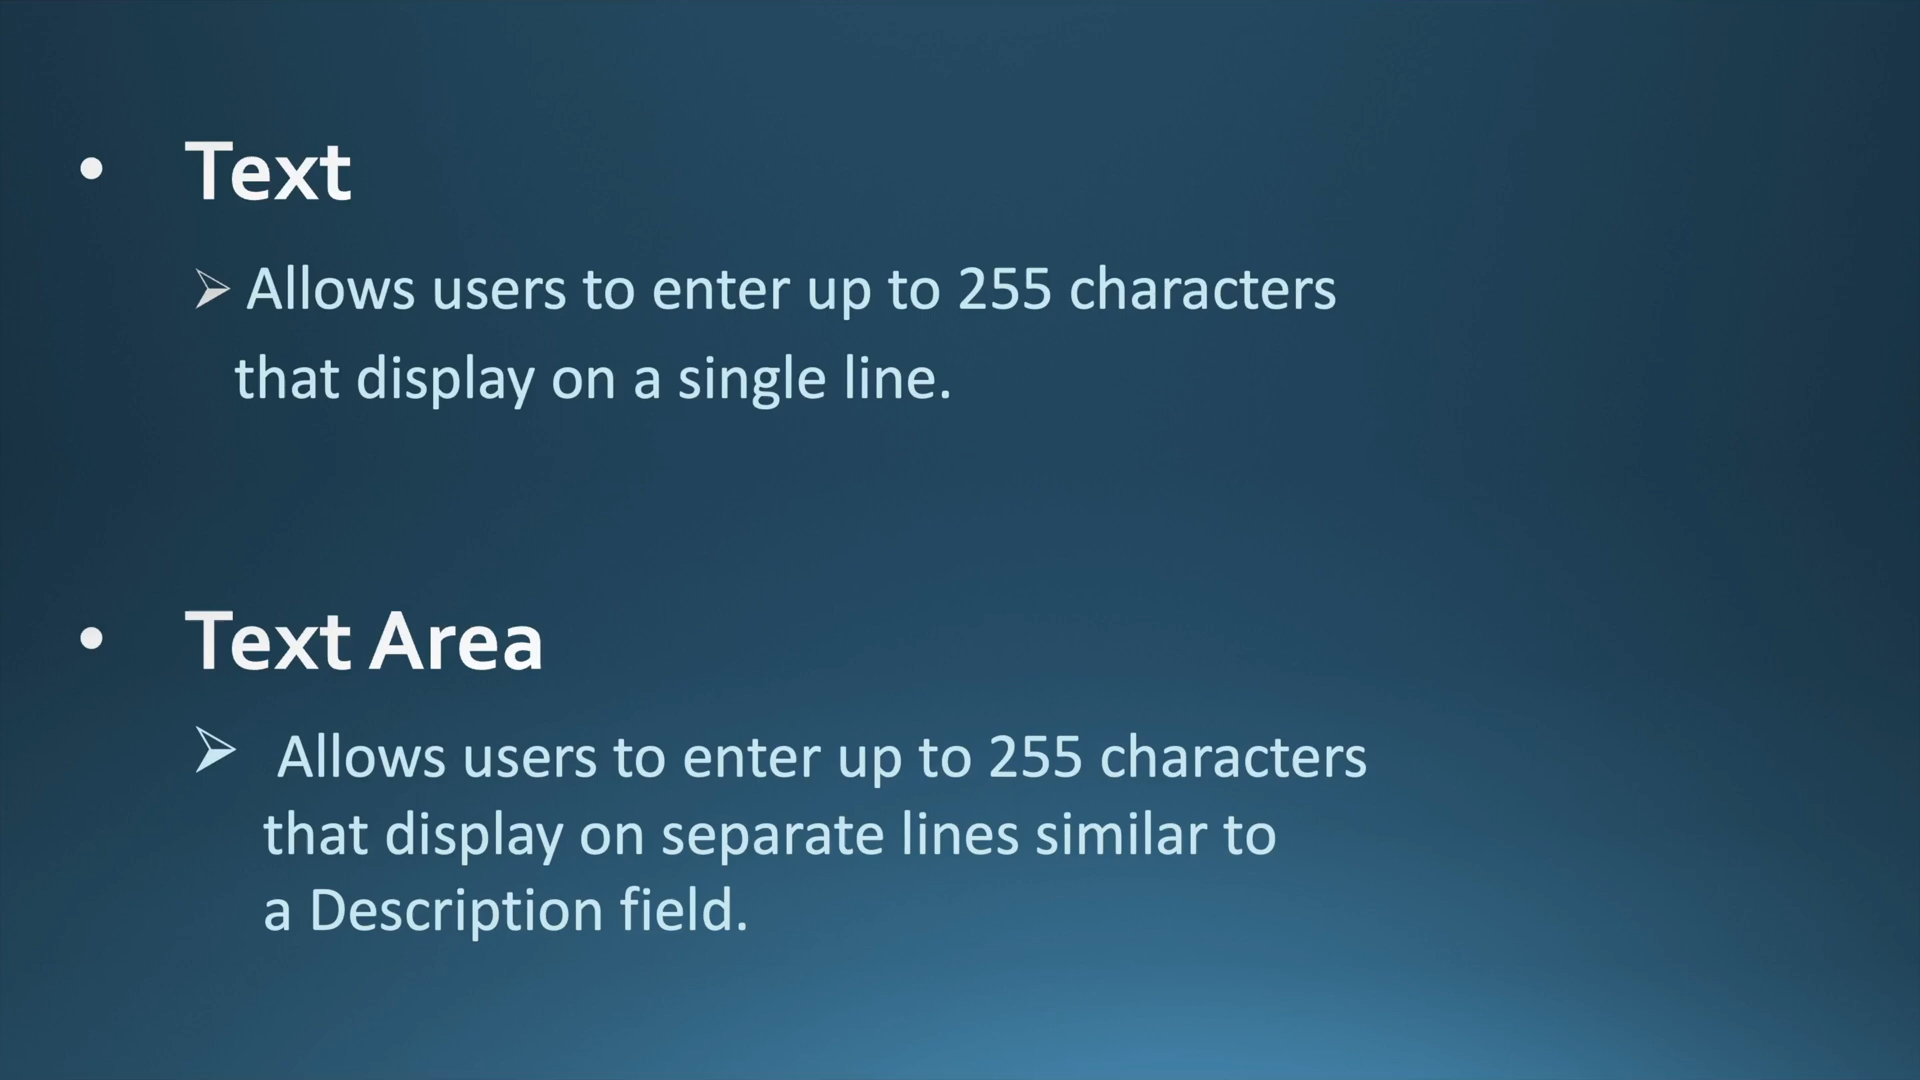 • Text
➢ Allows users to enter up to 255 characters
that display on a single line.
• Text Area
➢ Allows users to enter up to 255 characters
that display on separate lines similar to
a Description field.